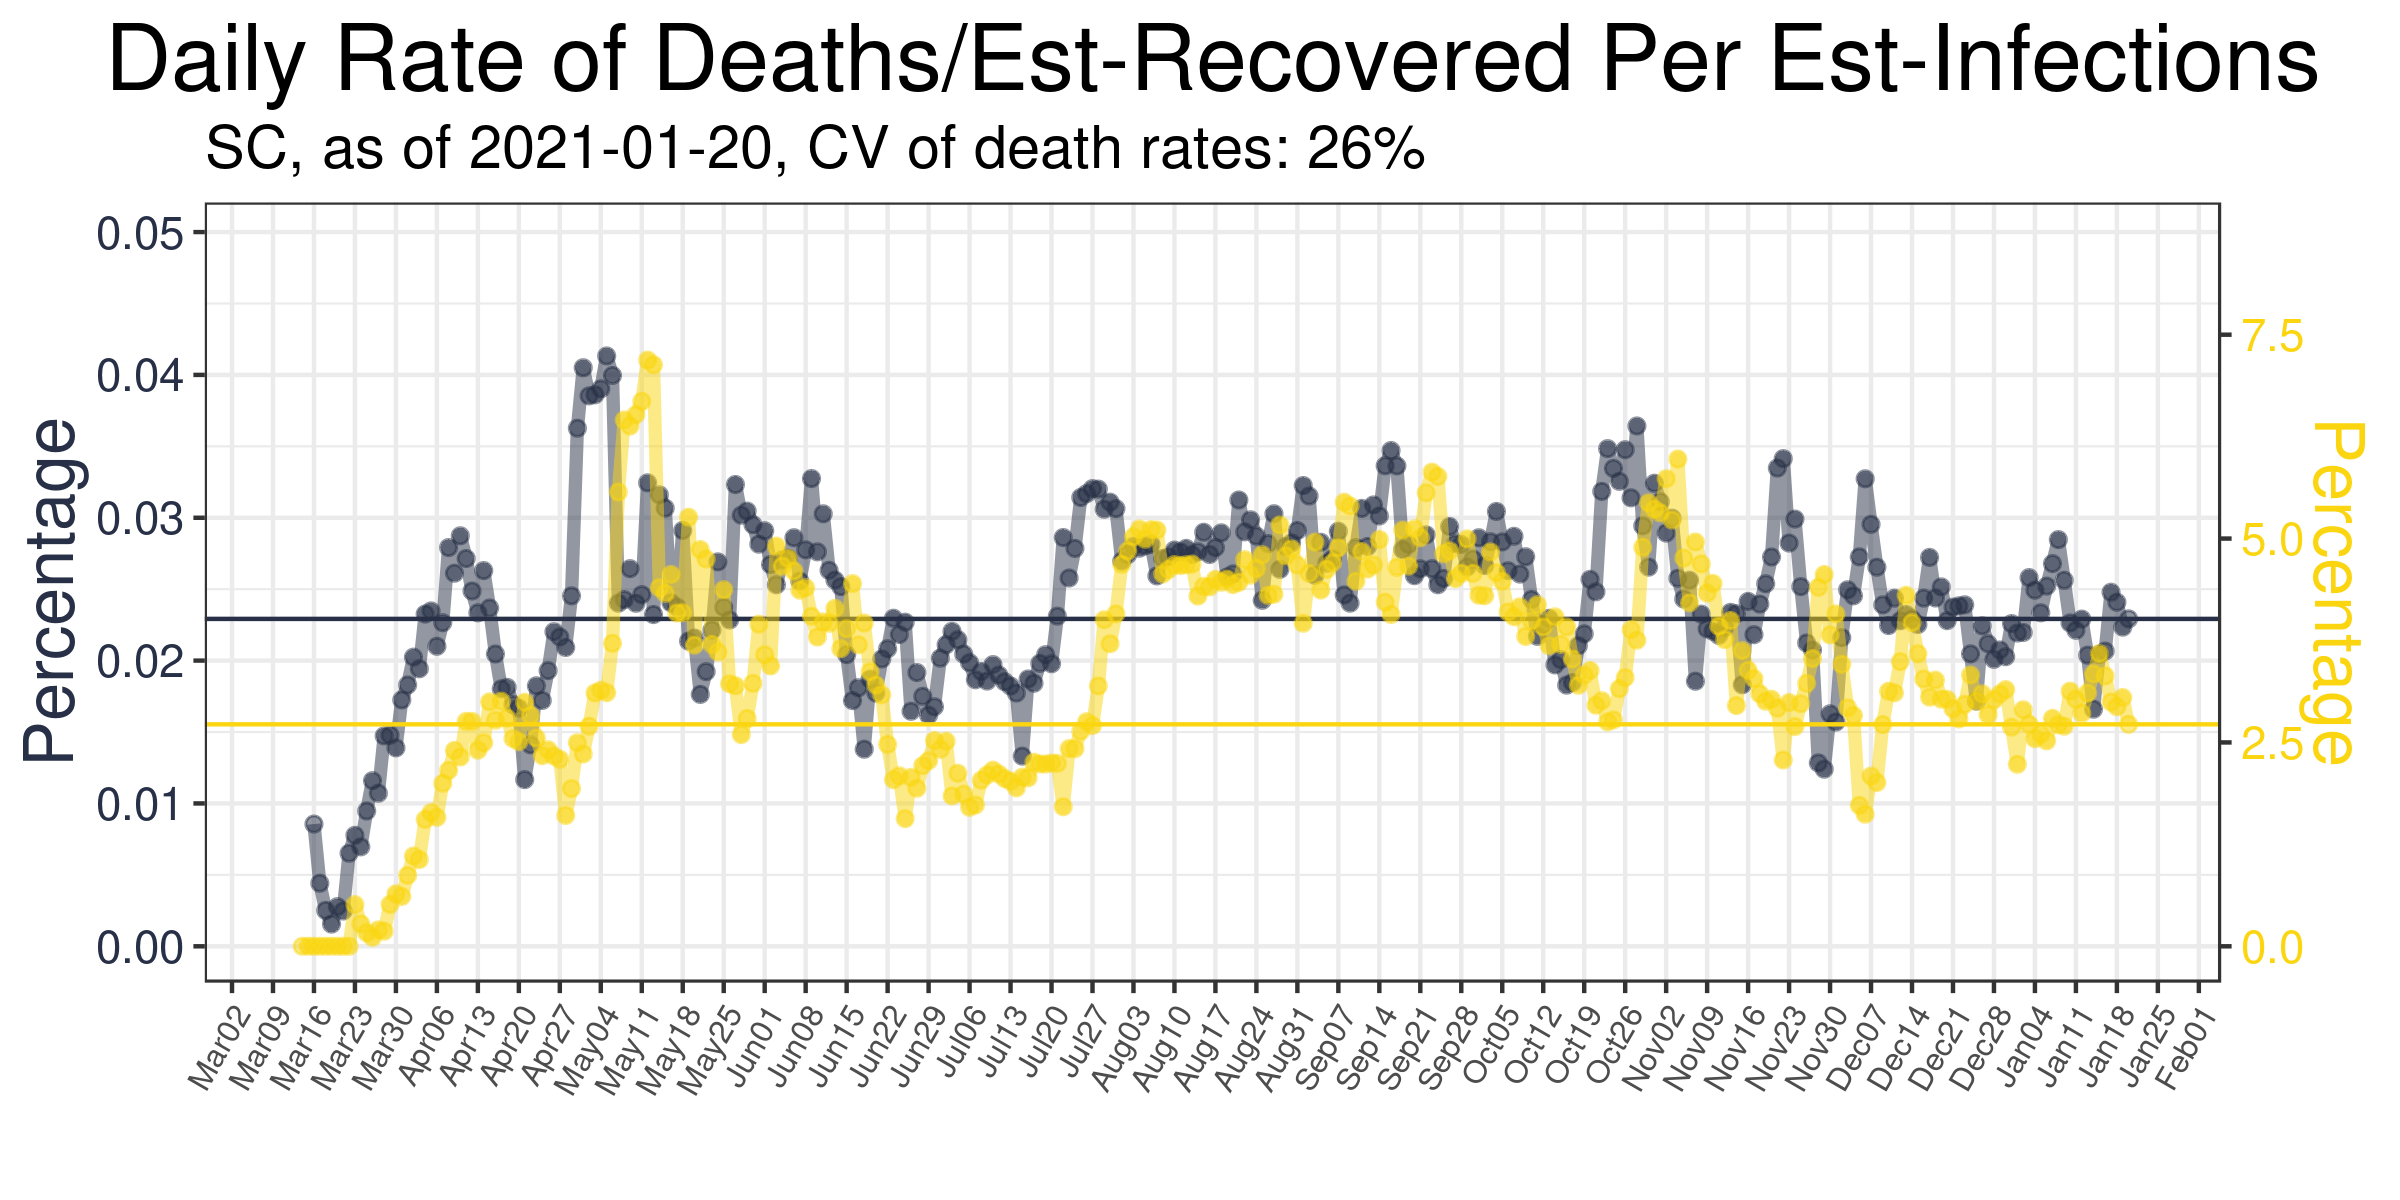 Daily Rate of Deaths/Est-Recovered Per Est-Infections
SC, as of 2021-01-20, CV of death rates: 26%
Percentage
0.05
0.04
0.03
0.02
0.01
0.00
7.5
5.0
2.5
0.0
Percentage
Mar02 Mar09 Mar16 Mar23 Mar30 Apr06 Apr13 Apr20 Apr27 May04 May11 May18 May25 Jun01 Jun08 Jun15 Jun22 Jun29 Jul06 Jul13 Jul20 Jul27 Aug03 Aug10 Aug17 Aug24 Aug31 Sep07 Sep14 Sep21 Sep28 Oct05 Oct12 Oct19 Oct26 Nov02 Nov09 Nov16 Nov23 Nov30 Dec07 Dec14 Dec21 Dec28 Jan04 Jan11 Jan18 Jan25 Feb01